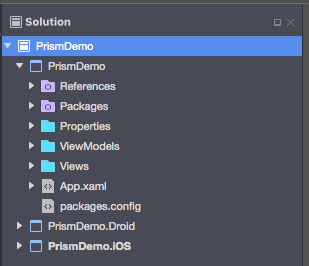 Solution
PrismDemo
PrismDemo
References
Packages
Properties
ViewModels
Views
App.xaml
packages.config
PrismDemo.Droid
PrismDemo.iOS